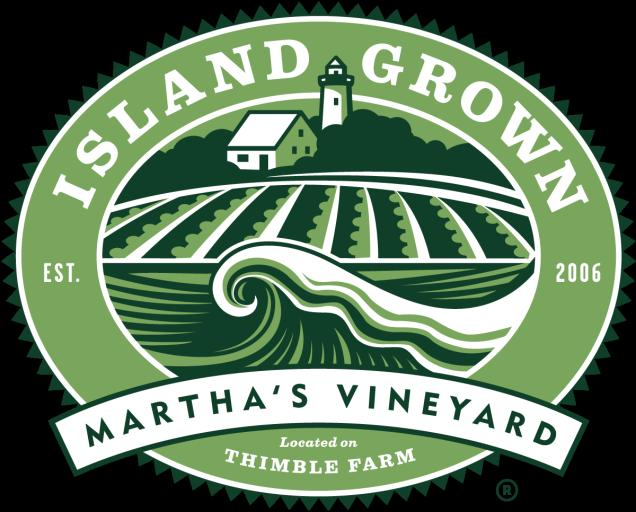 ISLAND GROWN
EST. 2006
MARTHA'S VINEYARD
Located on
THIMBLE FARM
®